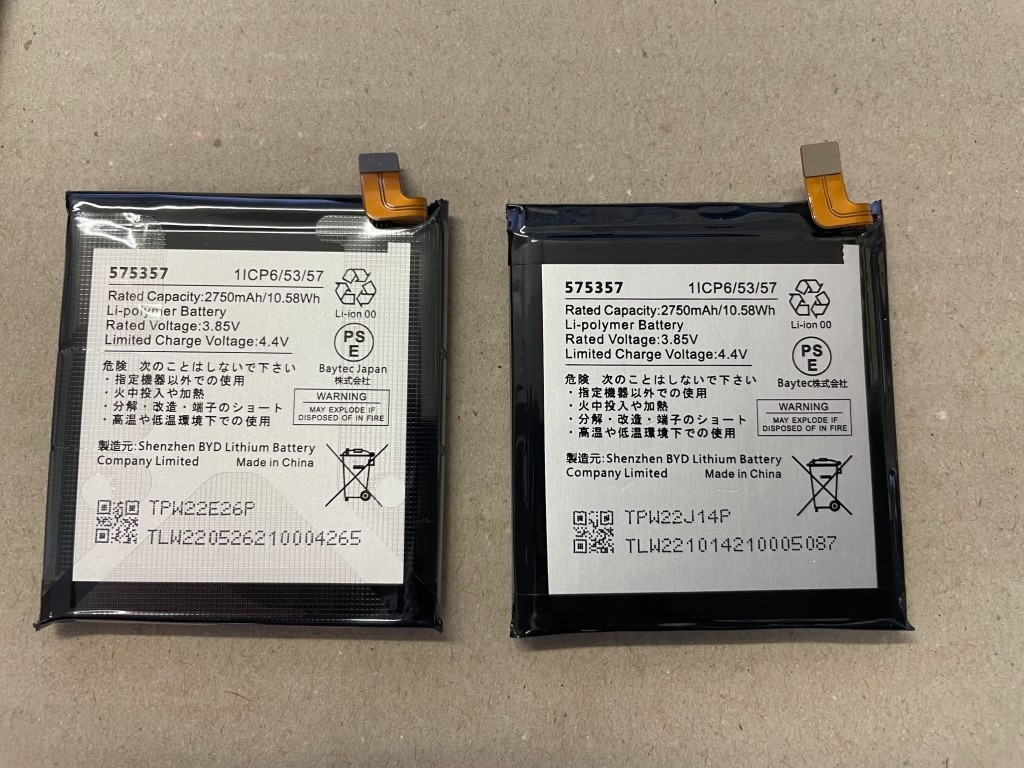 575357 1ICP6/53/57
Rated Capacity:2750mAh/10.58Wh
Li-polymer Battery
Rated Voltage:3.85V
Limited Charge Voltage:4.4V
Li-ion 00
PS
E
Baytec Japan
株式会社
危険 次のことはしないで下さい
・指定機器以外での使用
・火中投入や加熱
・分解・改造・端子のショート
・高温や低温環境下での使用
WARNING
MAY EXPLODE IF
DISPOSED OF IN FIRE
製造元:Shenzhen BYD Lithium Battery
Company Limited Made in China
TPW22E26P
TLW220526210004265
575357 1ICP6/53/57
Rated Capacity:2750mAh/10.58Wh
Li-polymer Battery
Rated Voltage:3.85V
Limited Charge Voltage:4.4V
Li-ion 00
PS
E
Baytec株式会社
危険 次のことはしないで下さい
・指定機器以外での使用
・火中投入や加熱
・分解・改造・端子のショート
・高温や低温環境下での使用
WARNING
MAY EXPLODE IF
DISPOSED OF IN FIRE
製造元:Shenzhen BYD Lithium Battery
Company Limited Made in China
TPW22J14P
TLW221014210005087